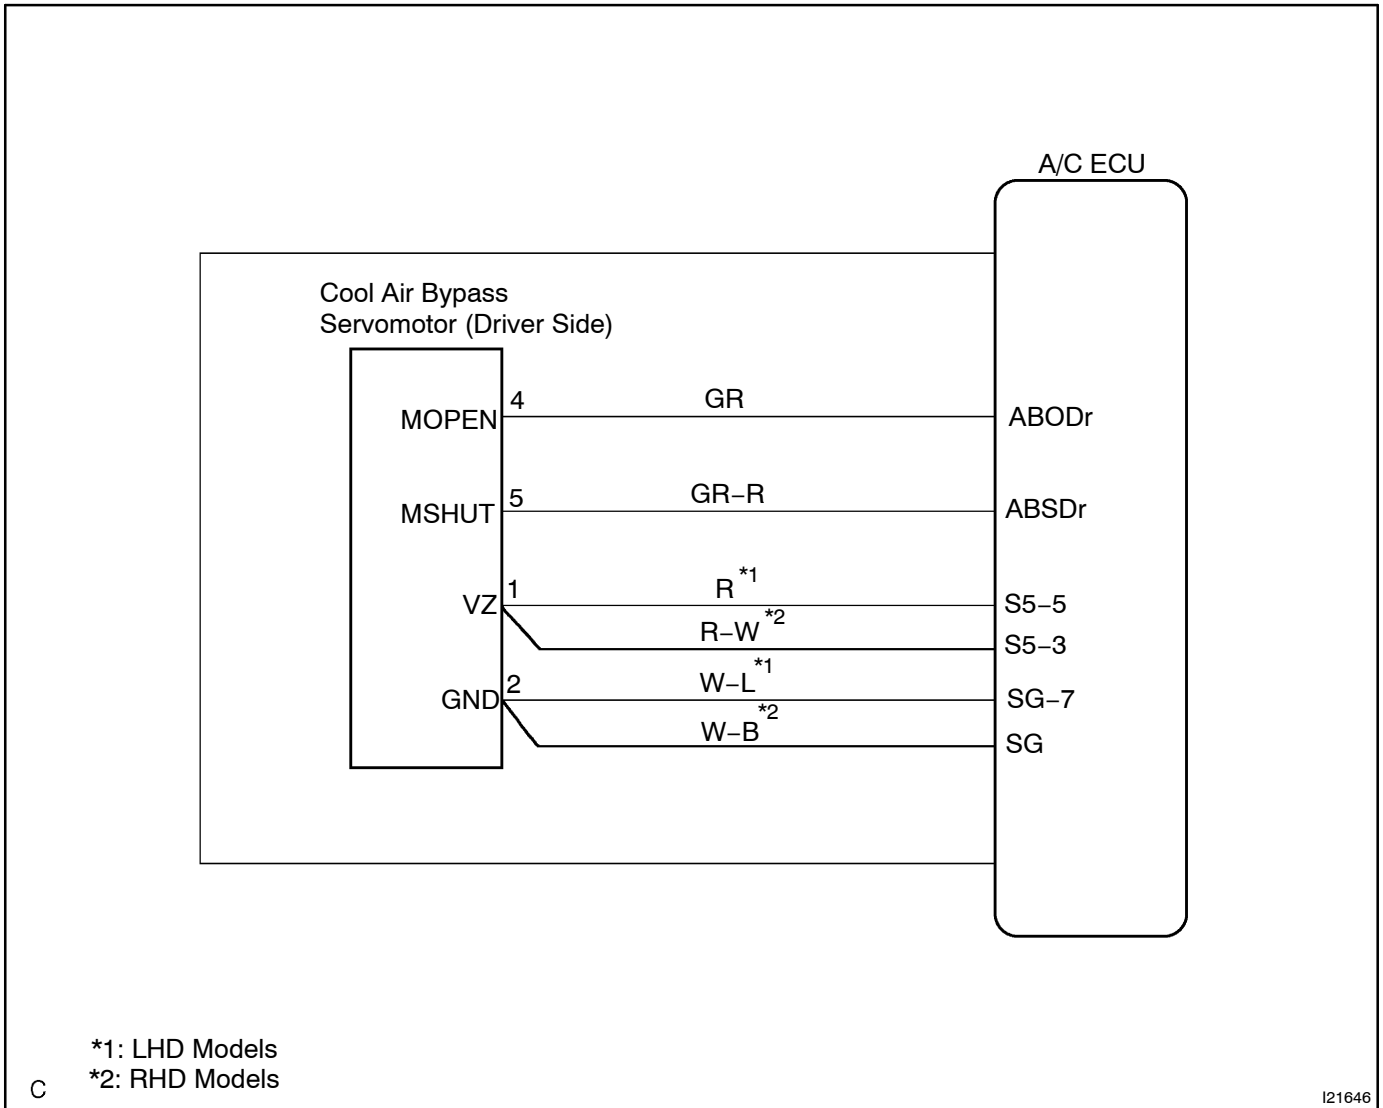 A/C ECU
Cool Air Bypass
Servomotor (Driver Side)
MOPEN 4 GR ABODr
MSHUT 5 GR−R ABSDr
VZ 1 R *1 S5−5
R−W *2 S5−3
GND 2 W−L *1 SG−7
W−B *2 SG
*1: LHD Models
*2: RHD Models
C
I21646